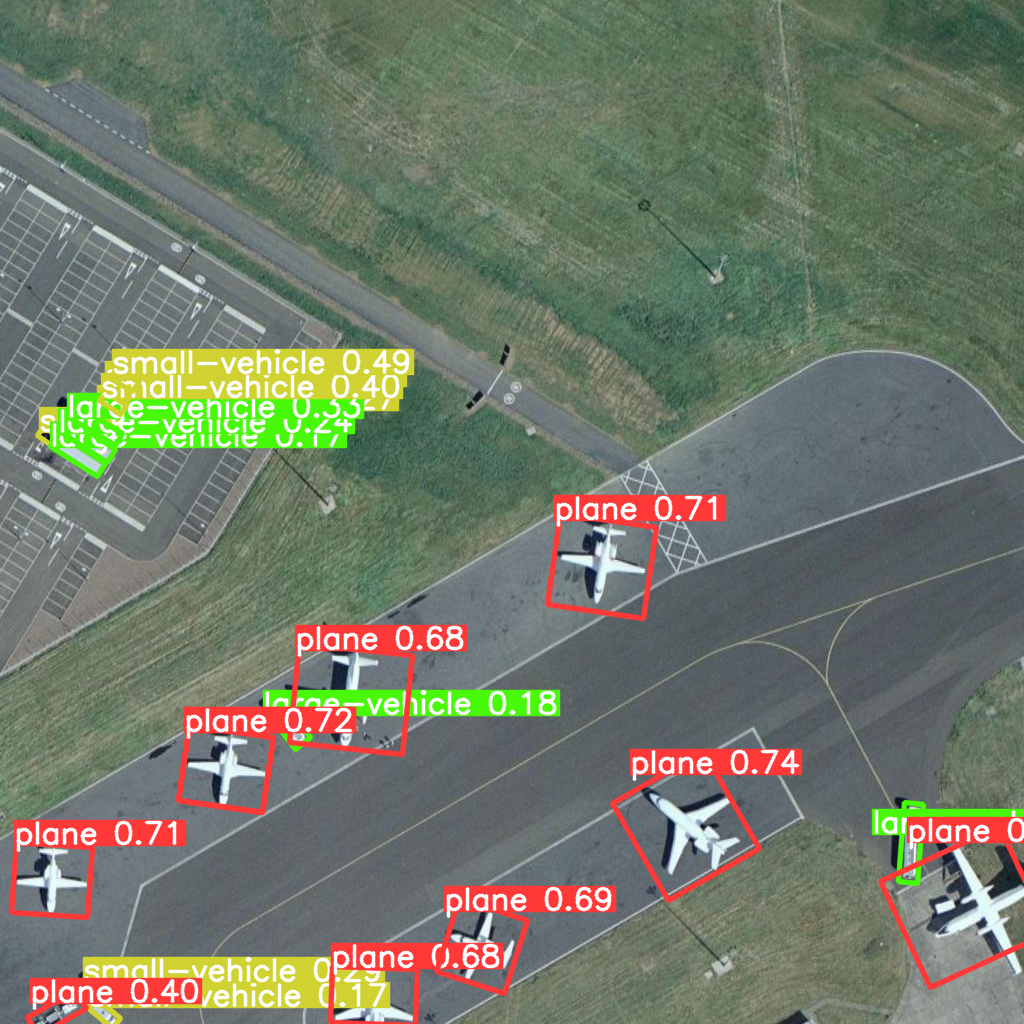 small-vehicle 0.49
small-vehicle 0.40
large-vehicle 0.33
large-vehicle 0.24
large-vehicle 0.17
plane 0.71
plane 0.68
large-vehicle 0.18
plane 0.72
plane 0.74
plane 0.71
plane 0.69
plane 0.68
small-vehicle 0.29
plane 0.40
vehicle 0.17
plane